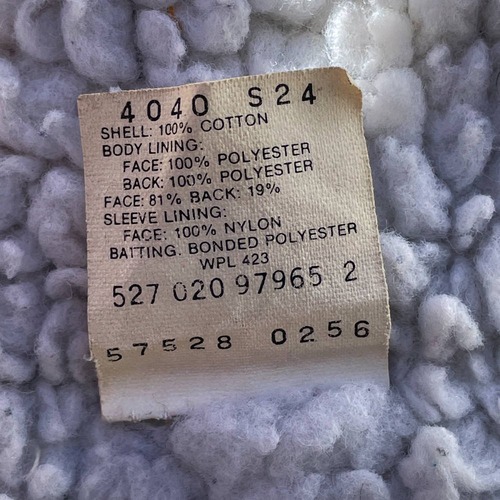 4040 S24
SHELL: 100% COTTON
BODY LINING:
FACE: 100% POLYESTER
BACK: 100% POLYESTER
FACE: 81% BACK: 19%
SLEEVE LINING:
FACE: 100% NYLON
BATTING. BONDED POLYESTER
WPL 423
527 020 97965 2
57528 0256